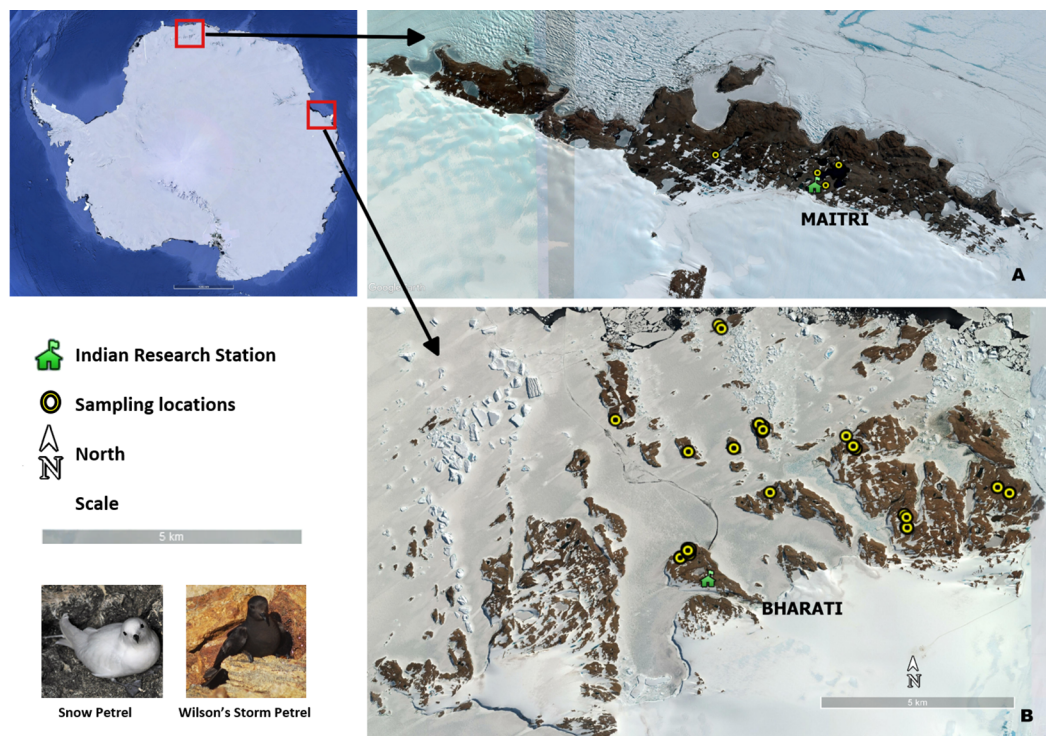 MAITRI
A
Indian Research Station
Sampling locations
N
North
Scale
5 km
BHARATI
N
5 km
B
Snow Petrel
Wilson's Storm Petrel